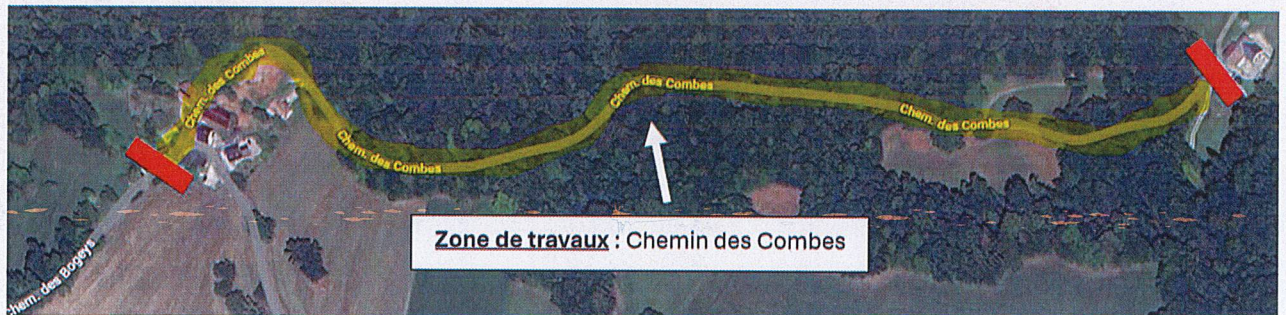 Chem. des Combes
Chem. des Combes
Chem. des Combes
Chem. des Combes
Zone de travaux : Chemin des Combes
Chem. des Bogeys